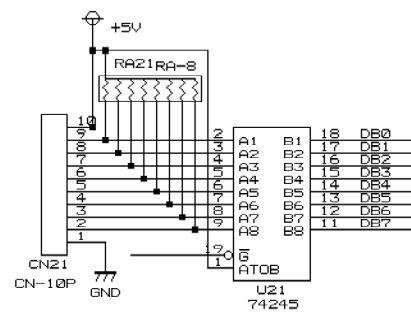 +5V
RA21 RA-8
10
9 2 A1 B1 18 DB0
8 3 A2 B2 17 DB1
7 4 A3 B3 16 DB2
6 5 A4 B4 15 DB3
5 6 A5 B5 14 DB4
4 7 A6 B6 13 DB5
3 8 A7 B7 12 DB6
2 9 A8 B8 11 DB7
1 19 G
1 ATOB
CN21
CN-10P
GND
U21
74245